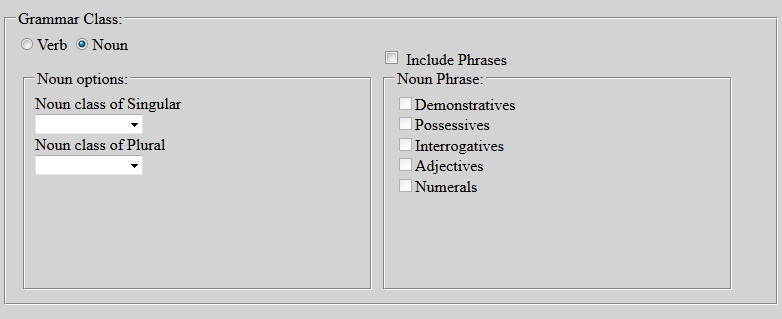 Grammar Class:
Verb Noun
Include Phrases
Noun options:
Noun class of Singular
Noun class of Plural
Noun Phrase:
Demonstratives
Possessives
Interrogatives
Adjectives
Numerals